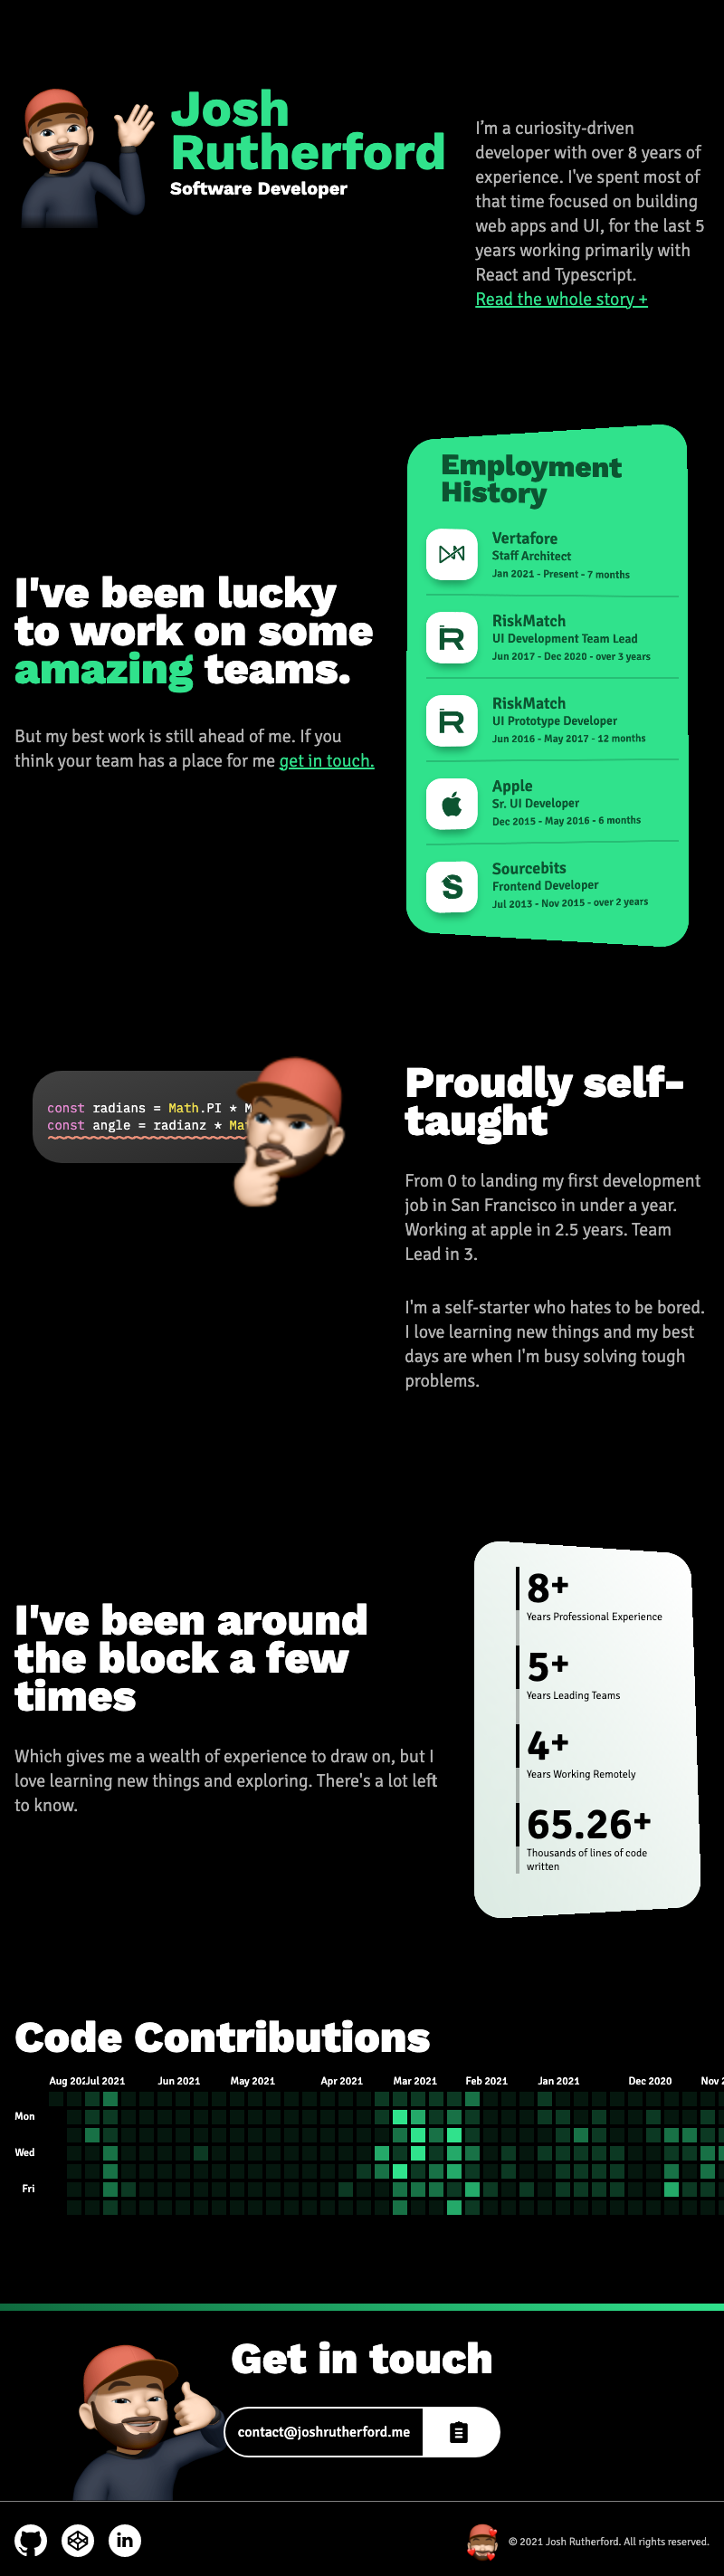 Josh
Rutherford
Software Developer
I’m a curiosity-driven
developer with over 8 years of
experience. I've spent most of
that time focused on building
web apps and UI, for the last 5
years working primarily with
React and Typescript.
Read the whole story +
I've been lucky
to work on some
amazing teams.
But my best work is still ahead of me. If you
think your team has a place for me get in touch.
Employment
History
Vertafore
Staff Architect
Jan 2021 - Present - 7 months
RiskMatch
UI Development Team Lead
Jun 2017 - Dec 2020 - over 3 years
RiskMatch
UI Prototype Developer
Jun 2016 - May 2017 - 12 months
Apple
Sr. UI Developer
Dec 2015 - May 2016 - 6 months
Sourcebits
Frontend Developer
Jul 2013 - Nov 2015 - over 2 years
const radians = Math.PI * M
const angle = radianz * Ma
Proudly self-
taught
From 0 to landing my first development
job in San Francisco in under a year.
Working at apple in 2.5 years. Team
Lead in 3.
I'm a self-starter who hates to be bored.
I love learning new things and my best
days are when I'm busy solving tough
problems.
I've been around
the block a few
times
Which gives me a wealth of experience to draw on, but I
love learning new things and exploring. There's a lot left
to know.
8+
Years Professional Experience
5+
Years Leading Teams
4+
Years Working Remotely
65.26+
Thousands of lines of code
written
Code Contributions
Aug 202 Jul 2021 Jun 2021 May 2021 Apr 2021 Mar 2021 Feb 2021 Jan 2021 Dec 2020 Nov
Mon
Wed
Fri
Get in touch
contact@joshrutherford.me
in
© 2021 Josh Rutherford. All rights reserved.